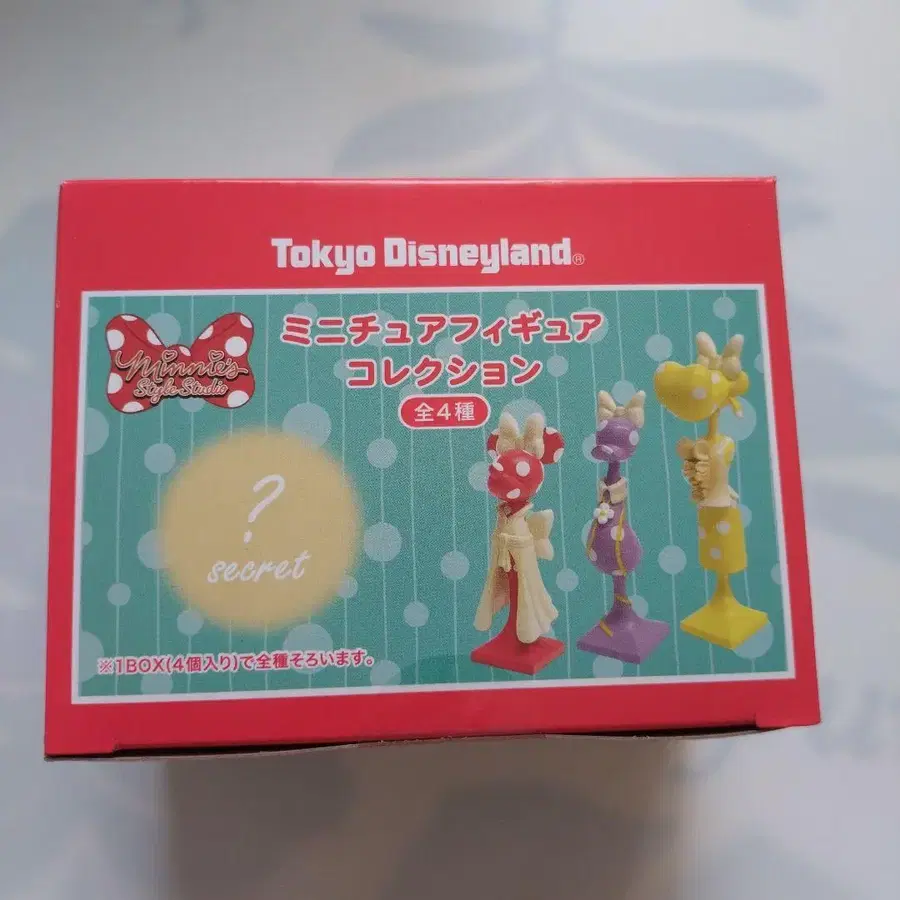 Tokyo Disneyland®
Minnie's
Style Studio
ミニチュアフィギュア
コレクション
全4種
?
secret
※1BOX(4個入り)で全種そろいます。